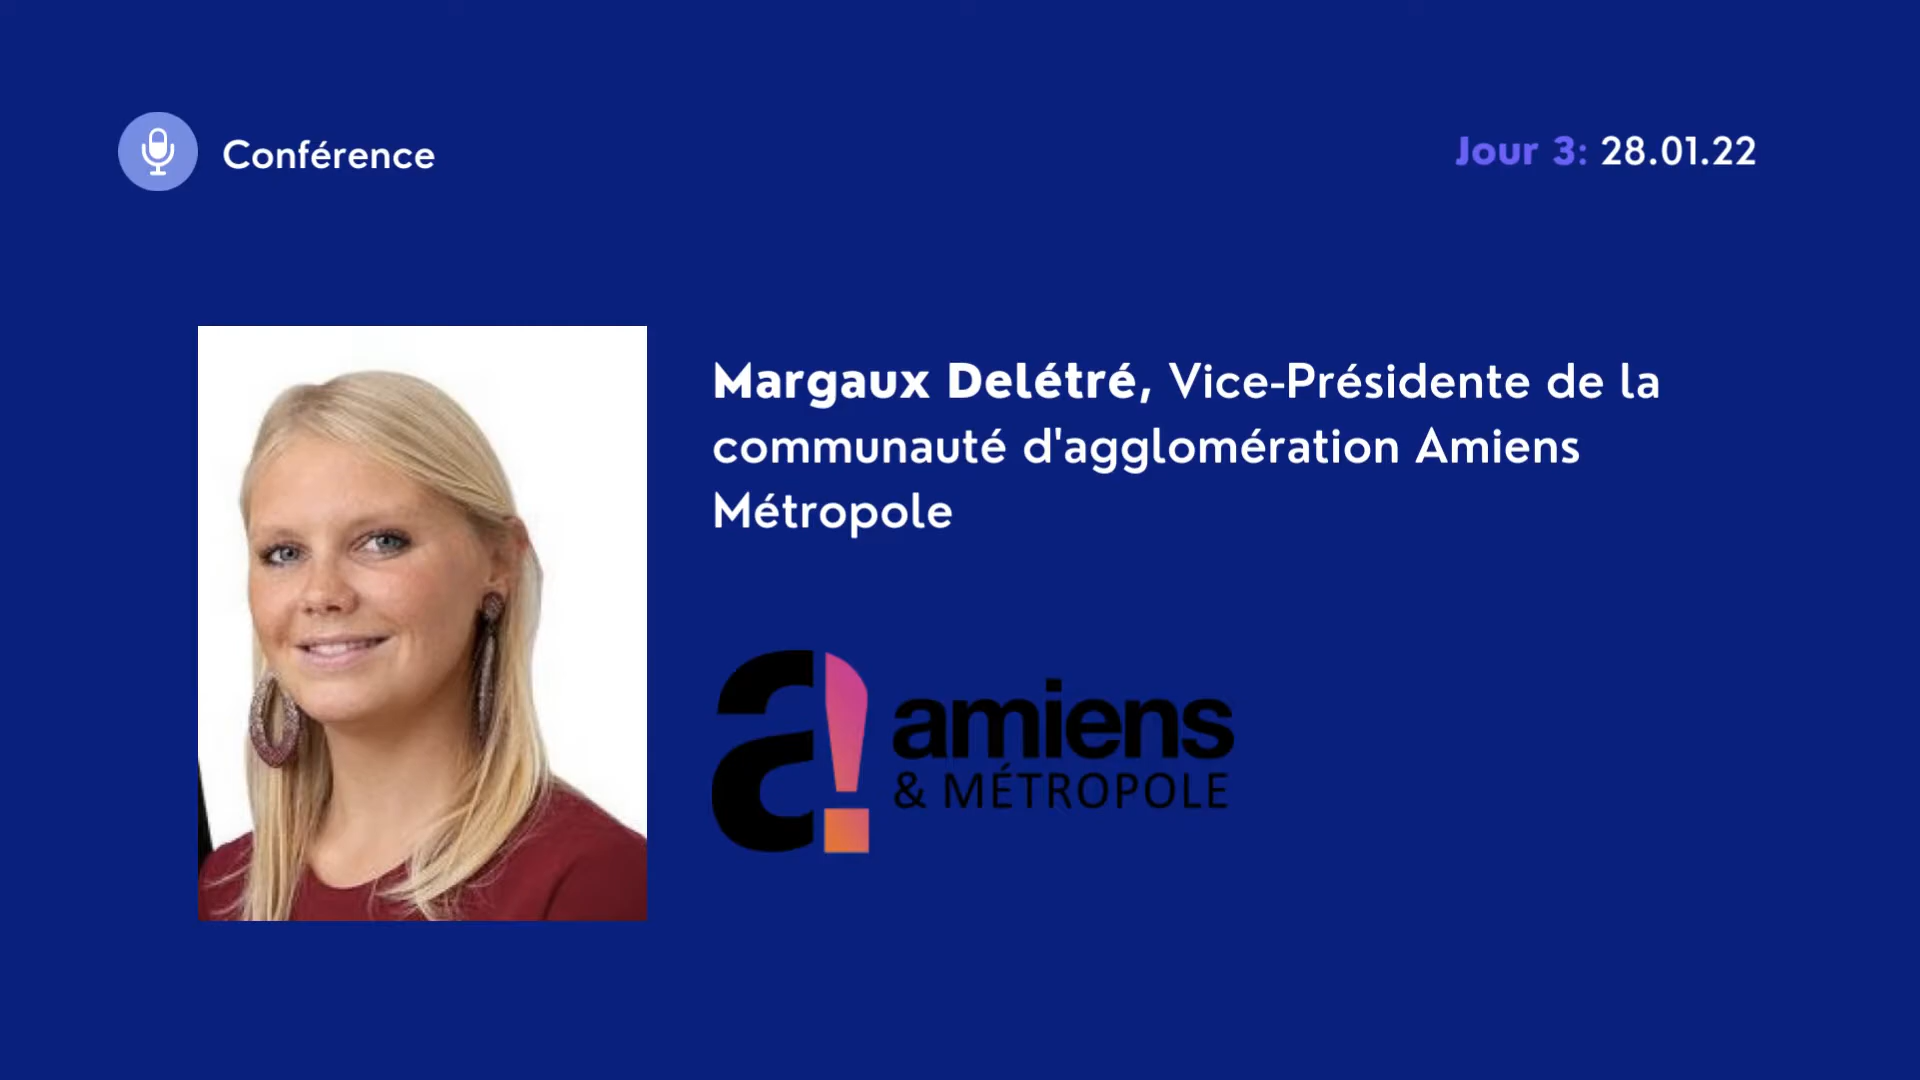 Conférence
Jour 3: 28.01.22
Margaux Delétré, Vice-Présidente de la
communauté d'agglomération Amiens
Métropole
a! amiens
& MÉTROPOLE